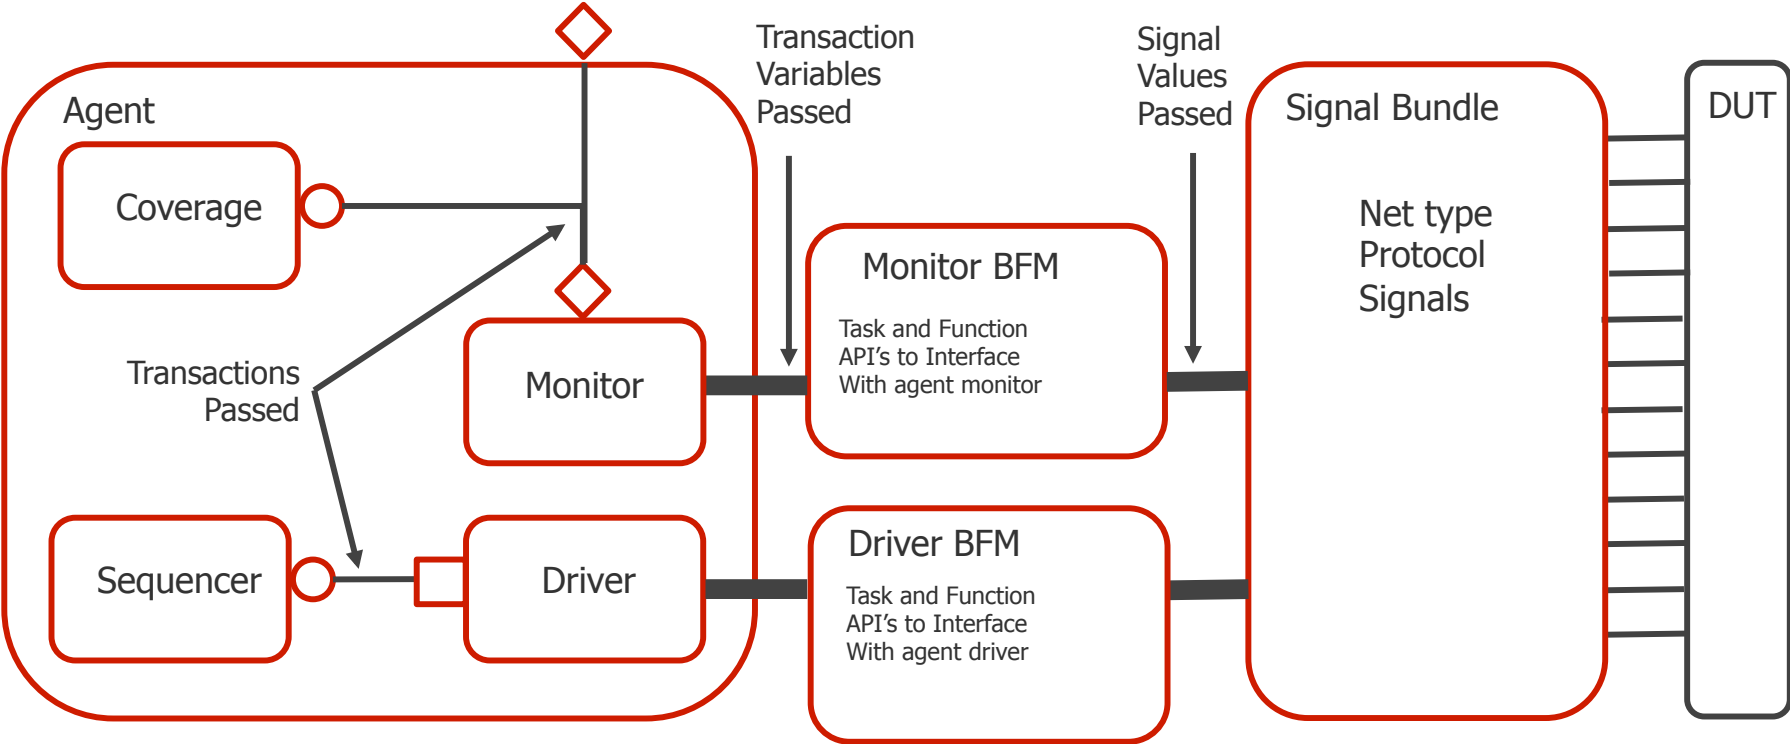 Agent
Coverage
Transactions
Passed
Monitor
Sequencer
Driver
Transaction
Variables
Passed
Monitor BFM
Task and Function
API's to Interface
With agent monitor
Driver BFM
Task and Function
API's to Interface
With agent driver
Signal
Values
Passed
Signal Bundle
Net type
Protocol
Signals
DUT